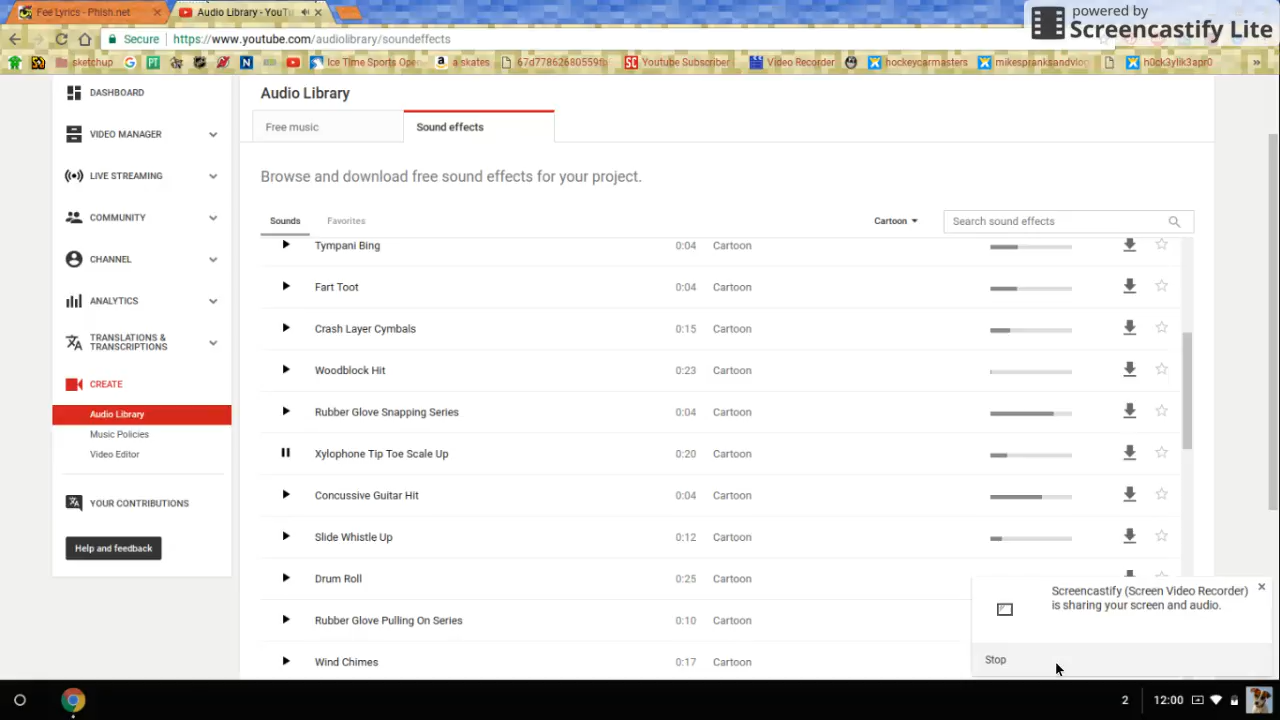 Fee Lyrics - Phish.net
Audio Library - YouTu
powered by
Screencastify Lite
Secure
https://www.youtube.com/audiolibrary/soundeffects
sketchup
PT
N
Ice Time Sports Oper
a skates
67d77862680559fb
SC Youtube Subscriber
Video Recorder
hockeycarmasters
mikespranksandvlog
h0ck3ylik3apr0
»
DASHBOARD
VIDEO MANAGER
LIVE STREAMING
COMMUNITY
CHANNEL
ANALYTICS
TRANSLATIONS &
TRANSCRIPTIONS
CREATE
Audio Library
Music Policies
Video Editor
YOUR CONTRIBUTIONS
Help and feedback
Audio Library
Free music
Sound effects
Browse and download free sound effects for your project.
Sounds
Favorites
Cartoon
Search sound effects
Tympani Bing 0:04 Cartoon
Fart Toot 0:04 Cartoon
Crash Layer Cymbals 0:15 Cartoon
Woodblock Hit 0:23 Cartoon
Rubber Glove Snapping Series 0:04 Cartoon
Xylophone Tip Toe Scale Up 0:20 Cartoon
Concussive Guitar Hit 0:04 Cartoon
Slide Whistle Up 0:12 Cartoon
Drum Roll 0:25 Cartoon
Rubber Glove Pulling On Series 0:10 Cartoon
Wind Chimes 0:17 Cartoon
Screencastify (Screen Video Recorder)
is sharing your screen and audio.
Stop
2
12:00